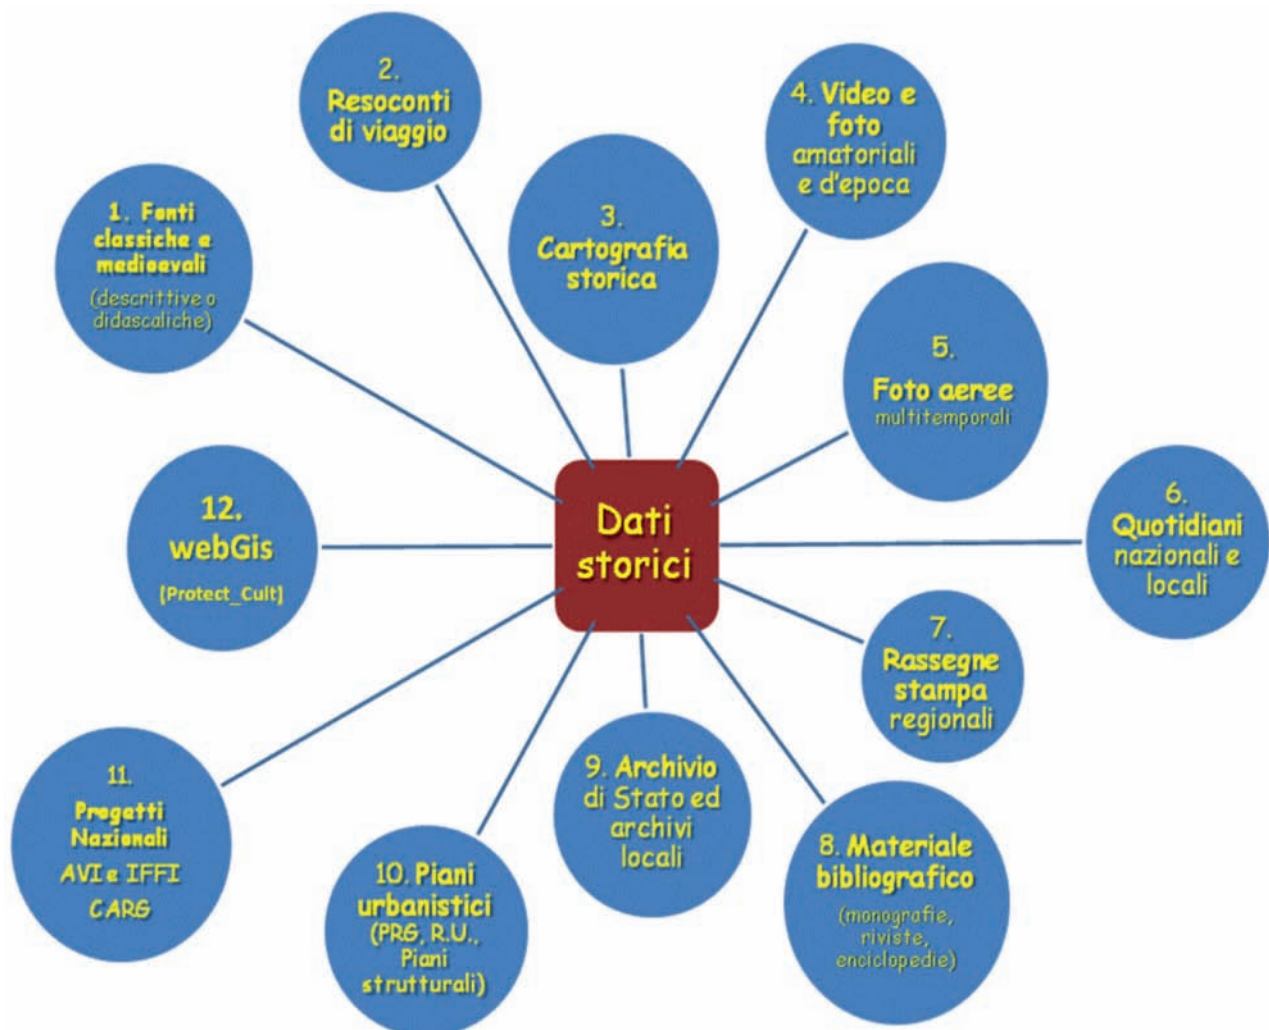 1. Fonti
classiche e
medioevali
(descrittive o
didascaliche)
2.
Resoconti
di viaggio
3.
Cartografia
storica
4. Video e
foto
amatoriali
e d'epoca
5.
Foto aeree
multitemporali
6.
Quotidiani
nazionali e
locali
7.
Rassegne
stampa
regionali
8. Materiale
bibliografico
(monografie,
riviste,
enciclopedie)
9. Archivio
di Stato ed
archivi
locali
10. Piani
urbanistici
(PRG, R.U.,
Piani
strutturali)
11.
Progetti
Nazionali
AVI e IFFI
CARG
12.
webGis
[Protect_Cult]
Dati
storici